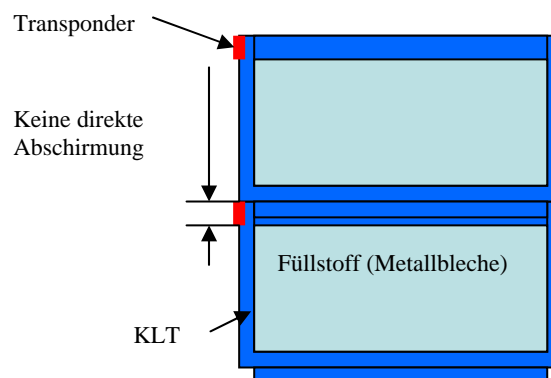 Transponder
Keine direkte
Abschirmung
Füllstoff (Metallbleche)
KLT